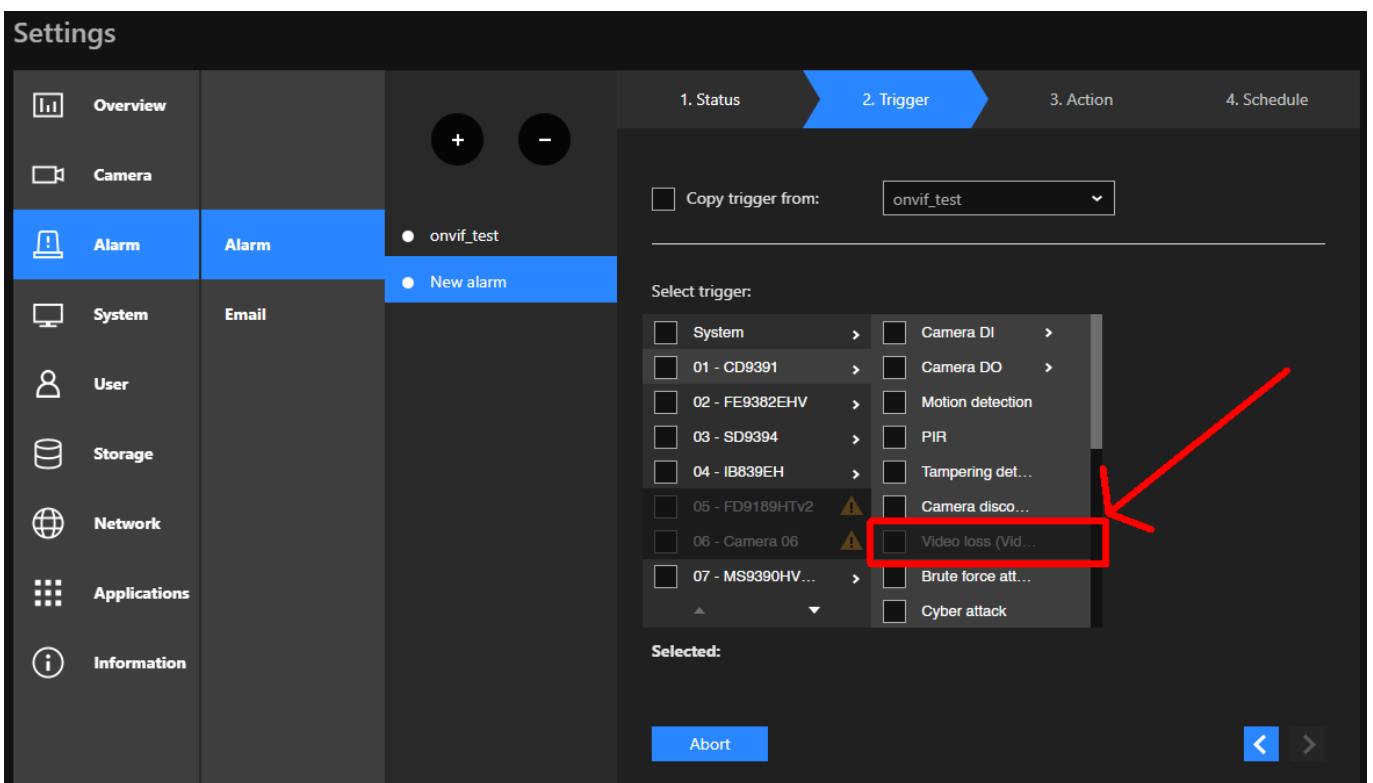 Settings
Overview
Camera
Alarm
System
User
Storage
Network
Applications
Information
Alarm
Email
+ −
onvif_test
New alarm
1. Status 2. Trigger 3. Action 4. Schedule
Copy trigger from: onvif_test
Select trigger:
System
01 - CD9391
02 - FE9382EHV
03 - SD9394
04 - IB839EH
05 - FD9189HTv2
06 - Camera 06
07 - MS9390HV...
Camera DI
Camera DO
Motion detection
PIR
Tampering det...
Camera disco...
Video loss (Vid...
Brute force att...
Cyber attack
Selected:
Abort